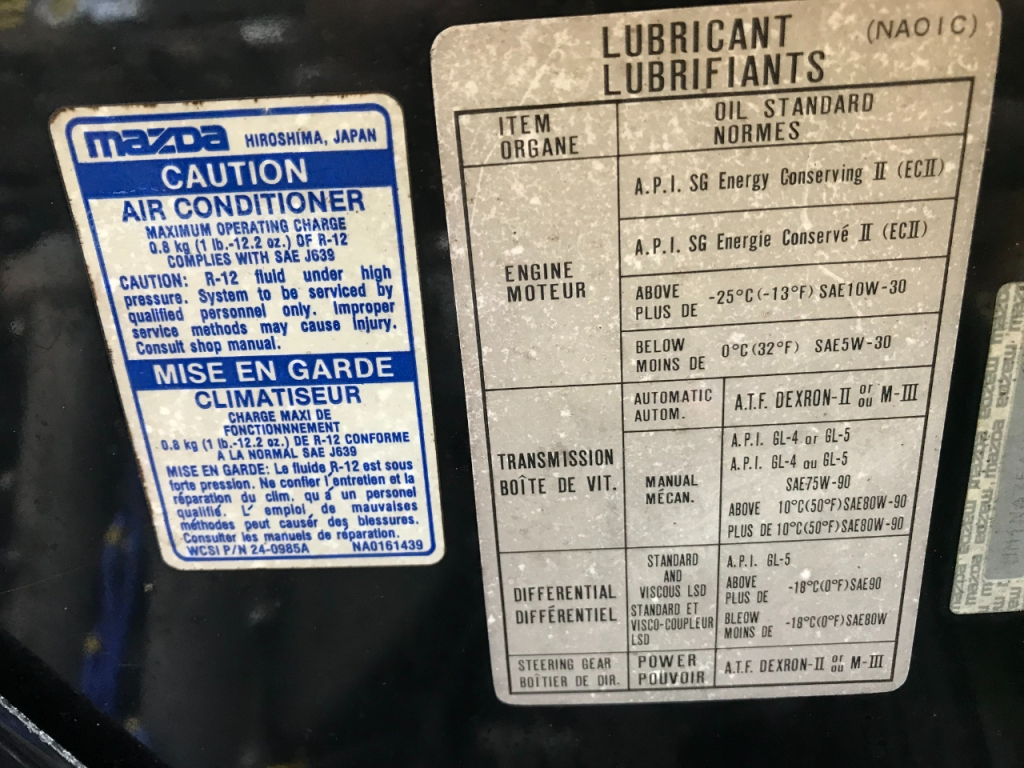 mazda HIROSHIMA, JAPAN
CAUTION
AIR CONDITIONER
MAXIMUM OPERATING CHARGE
0.8 kg (1 lb.-12.2 oz.) OF R-12
COMPLIES WITH SAE J639
CAUTION: R-12 fluid under high
pressure. System to be serviced by
qualified personnel only. Improper
service methods may cause injury.
Consult shop manual.
MISE EN GARDE
CLIMATISEUR
CHARGE MAXI DE
FONCTIONNNEMENT
0.8 kg (1 lb.-12.2 oz.) DE R-12 CONFORME
A LA NORMAL SAE J639
MISE EN GARDE: Le fluide R-12 est sous
forte pression. Ne confier l'entretien et la
réparation du clim. qu'a un personel
qualifié. L' emploi de mauvaises
méthodes peut causér des blessures.
Consulter les manuels de réparation.
WCSI P/N 24-0985A NA0161439
LUBRICANT (NA01C)
LUBRIFIANTS
ITEM
ORGANE
OIL STANDARD
NORMES
ENGINE
MOTEUR
A.P.I. SG Energy Conserving II (ECII)
A.P.I. SG Energie Conservé II (ECII)
ABOVE
PLUS DE
-25°C(-13°F) SAE10W-30
BELOW
MOINS DE
0°C(32°F) SAE5W-30
TRANSMISSION
BOÎTE DE VIT.
AUTOMATIC
AUTOM.
A.T.F. DEXRON-II or ou M-III
MANUAL
MÉCAN.
A.P.I. GL-4 or GL-5
A.P.I. GL-4 ou GL-5
SAE75W-90
ABOVE 10°C(50°F)SAE80W-90
PLUS DE 10°C(50°F)SAE80W-90
DIFFERENTIAL
DIFFÉRENTIEL
STANDARD
AND
VISCOUS LSD
STANDARD ET
VISCO-COUPLEUR
LSD
A.P.I. GL-5
ABOVE
PLUS DE
-18°C(0°F)SAE90
BLEOW
MOINS DE
-18°C(0°F)SAE80W
STEERING GEAR
BOÎTIER DE DIR.
POWER
POUVOIR
A.T.F. DEXRON-II or ou M-III